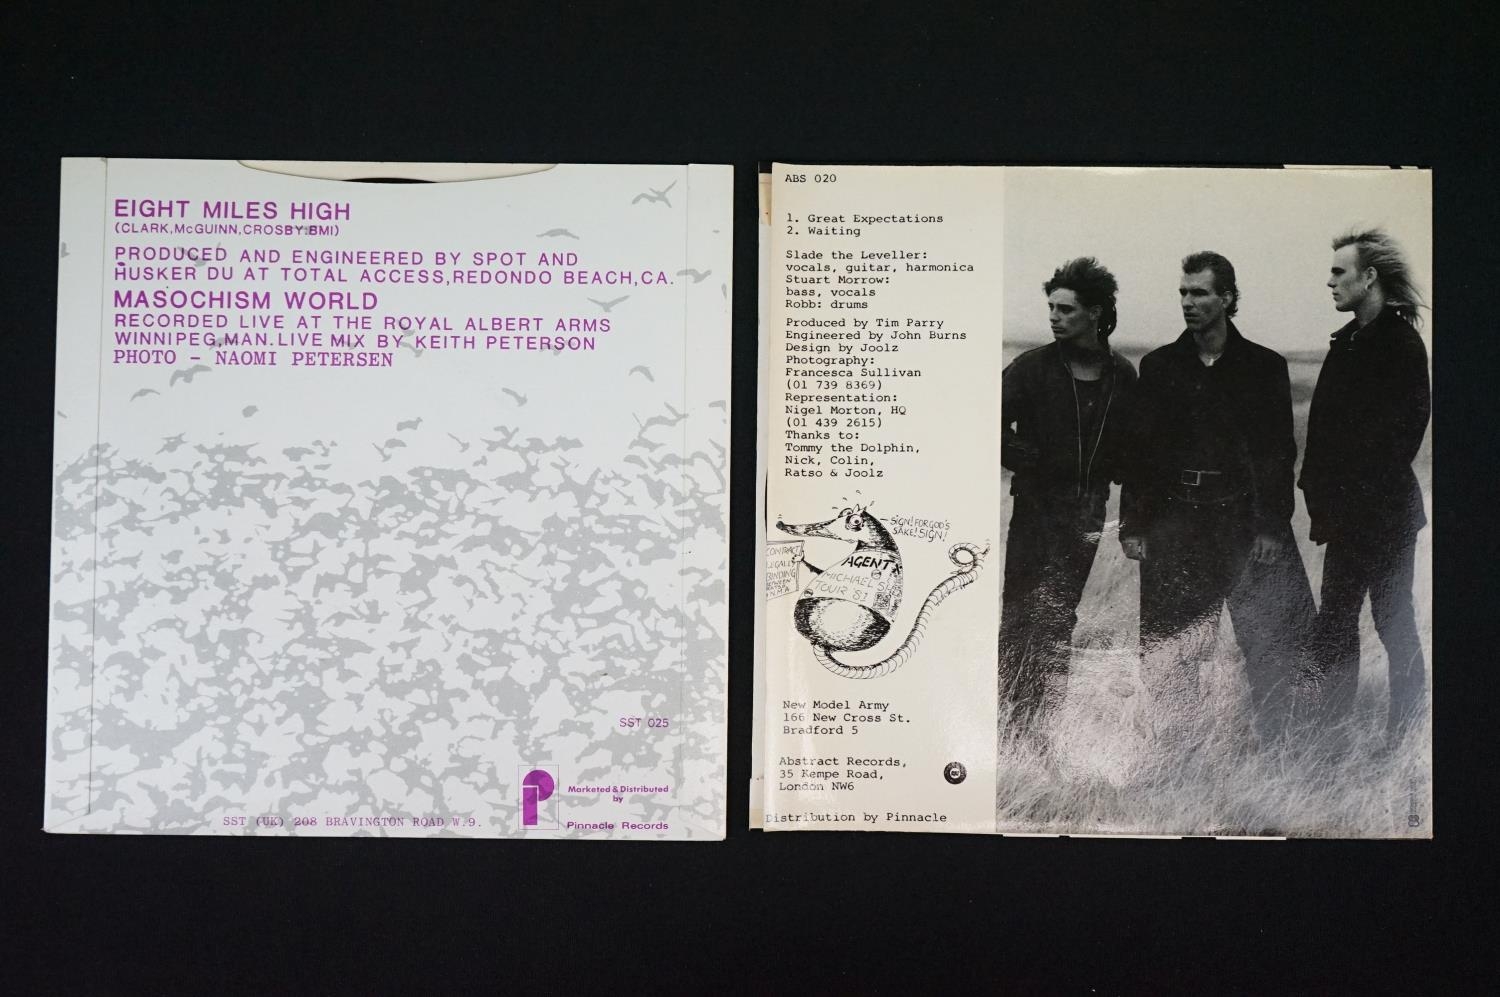 EIGHT MILES HIGH
(CLARK,McGUINN,CROSBY.BMI)
PRODUCED AND ENGINEERED BY SPOT AND
HUSKER DU AT TOTAL ACCESS,REDONDO BEACH,CA.
MASOCHISM WORLD
RECORDED LIVE AT THE ROYAL ALBERT ARMS
WINNIPEG,MAN.LIVE MIX BY KEITH PETERSON
PHOTO - NAOMI PETERSEN
SST 025
Marketed & Distributed
by
Pinnacle Records
SST (UK) 208 BRAVINGTON ROAD W.9.
ABS 020
1. Great Expectations
2. Waiting
Slade the Leveller:
vocals, guitar, harmonica
Stuart Morrow:
bass, vocals
Robb: drums
Produced by Tim Parry
Engineered by John Burns
Design by Joolz
Photography:
Francesca Sullivan
(01 739 8369)
Representation:
Nigel Morton, HQ
(01 439 2615)
Thanks to:
Tommy the Dolphin,
Nick, Colin,
Ratso & Joolz
SIGN! FOR GOD'S
SAKE! SIGN!
CONTRACT
LEGALLY
BINDING
BETWEEN
N.M.A
AGENT
MICHAEL
TOUR '83
New Model Army
166 New Cross St.
Bradford 5
Abstract Records,
35 Kempe Road,
London NW6
Distribution by Pinnacle